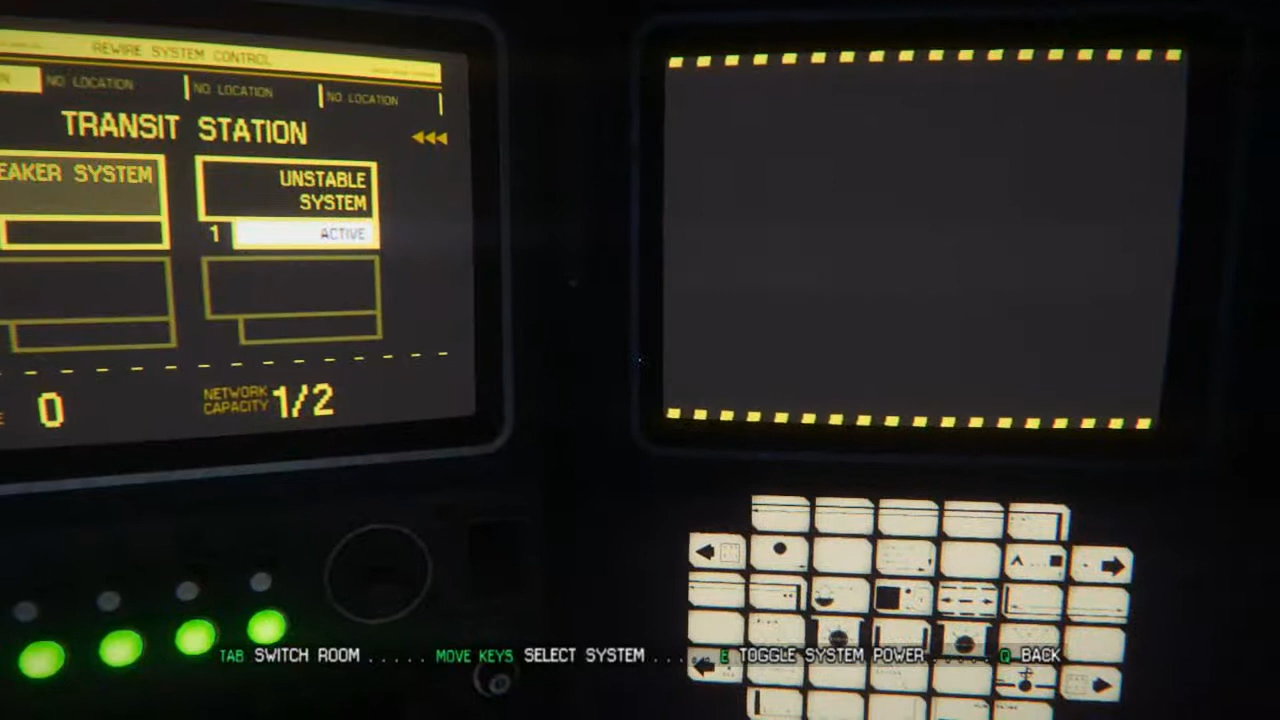 REWIRE SYSTEM CONTROL
NO LOCATION
NO LOCATION
NO LOCATION
TRANSIT STATION
EAKER SYSTEM
UNSTABLE
SYSTEM
1
ACTIVE
0
NETWORK
CAPACITY 1/2
TAB SWITCH ROOM ..... MOVE KEYS SELECT SYSTEM ... E TOGGLE SYSTEM POWER ..... Q BACK